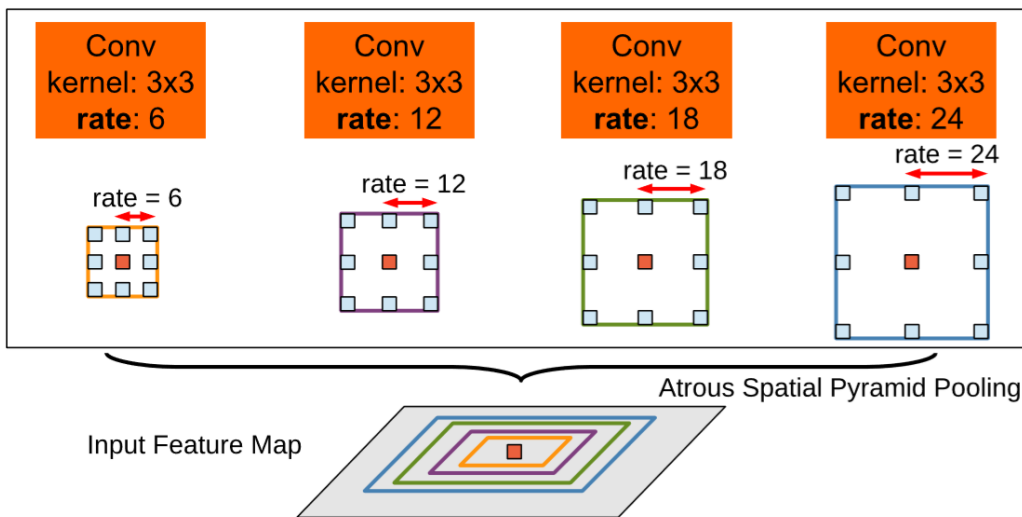 Conv
kernel: 3x3
rate: 6
Conv
kernel: 3x3
rate: 12
Conv
kernel: 3x3
rate: 18
Conv
kernel: 3x3
rate: 24
rate = 6
rate = 12
rate = 18
rate = 24
Atrous Spatial Pyramid Pooling
Input Feature Map